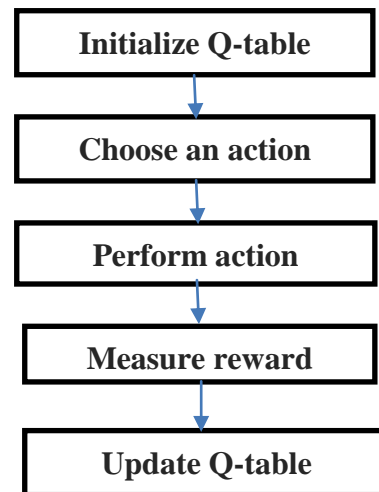 Initialize Q-table
Choose an action
Perform action
Measure reward
Update Q-table